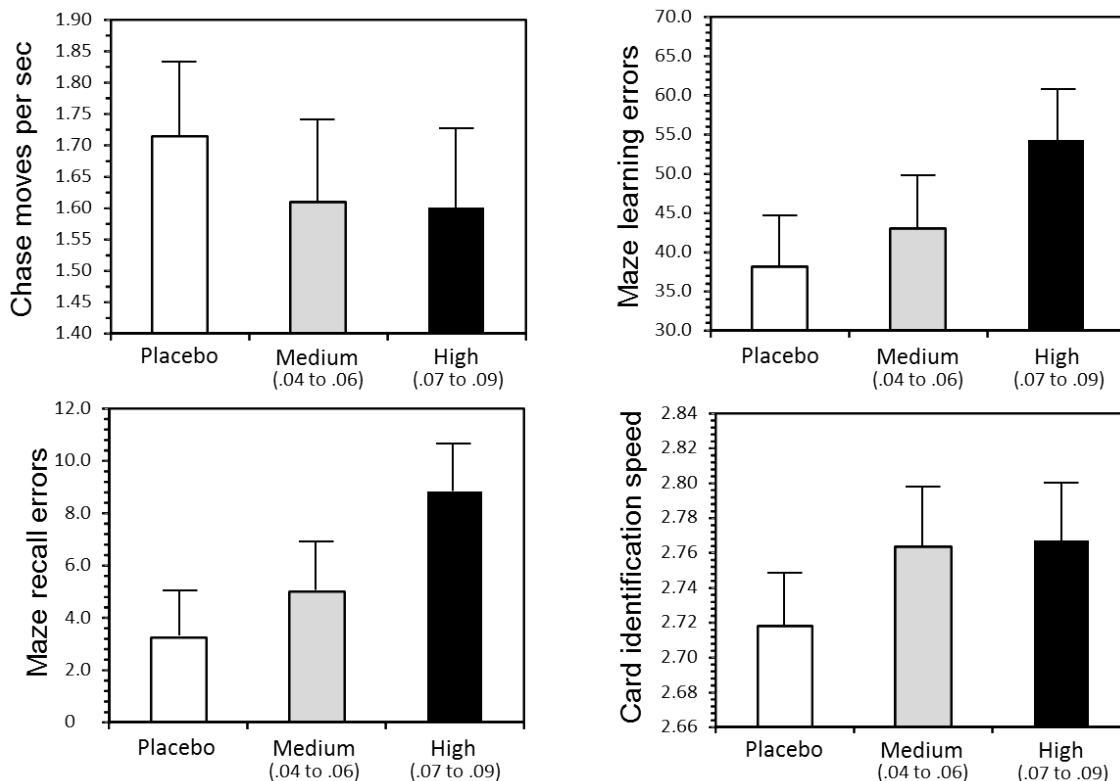 Chase moves per sec
1.90
1.85
1.80
1.75
1.70
1.65
1.60
1.55
1.50
1.45
1.40
Placebo
Medium
(.04 to .06)
High
(.07 to .09)
Maze learning errors
70.0
65.0
60.0
55.0
50.0
45.0
40.0
35.0
30.0
Placebo
Medium
(.04 to .06)
High
(.07 to .09)
Maze recall errors
12.0
10.0
8.0
6.0
4.0
2.0
0
Placebo
Medium
(.04 to .06)
High
(.07 to .09)
Card identification speed
2.84
2.82
2.80
2.78
2.76
2.74
2.72
2.70
2.68
2.66
Placebo
Medium
(.04 to .06)
High
(.07 to .09)